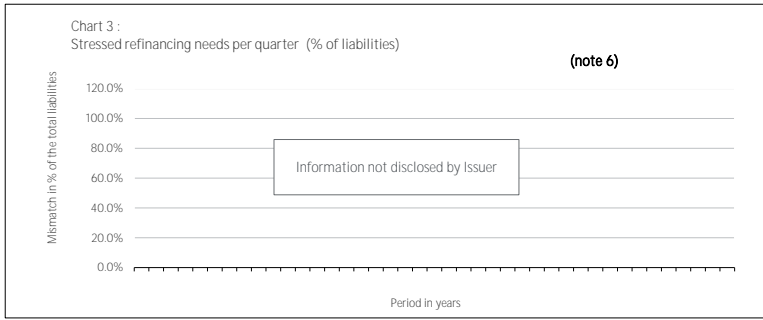 Chart 3 :
Stressed refinancing needs per quarter (% of liabilities)
(note 6)
Mismatch in % of the total liabilities
120.0%
100.0%
80.0%
60.0%
40.0%
20.0%
0.0%
Information not disclosed by Issuer
Period in years